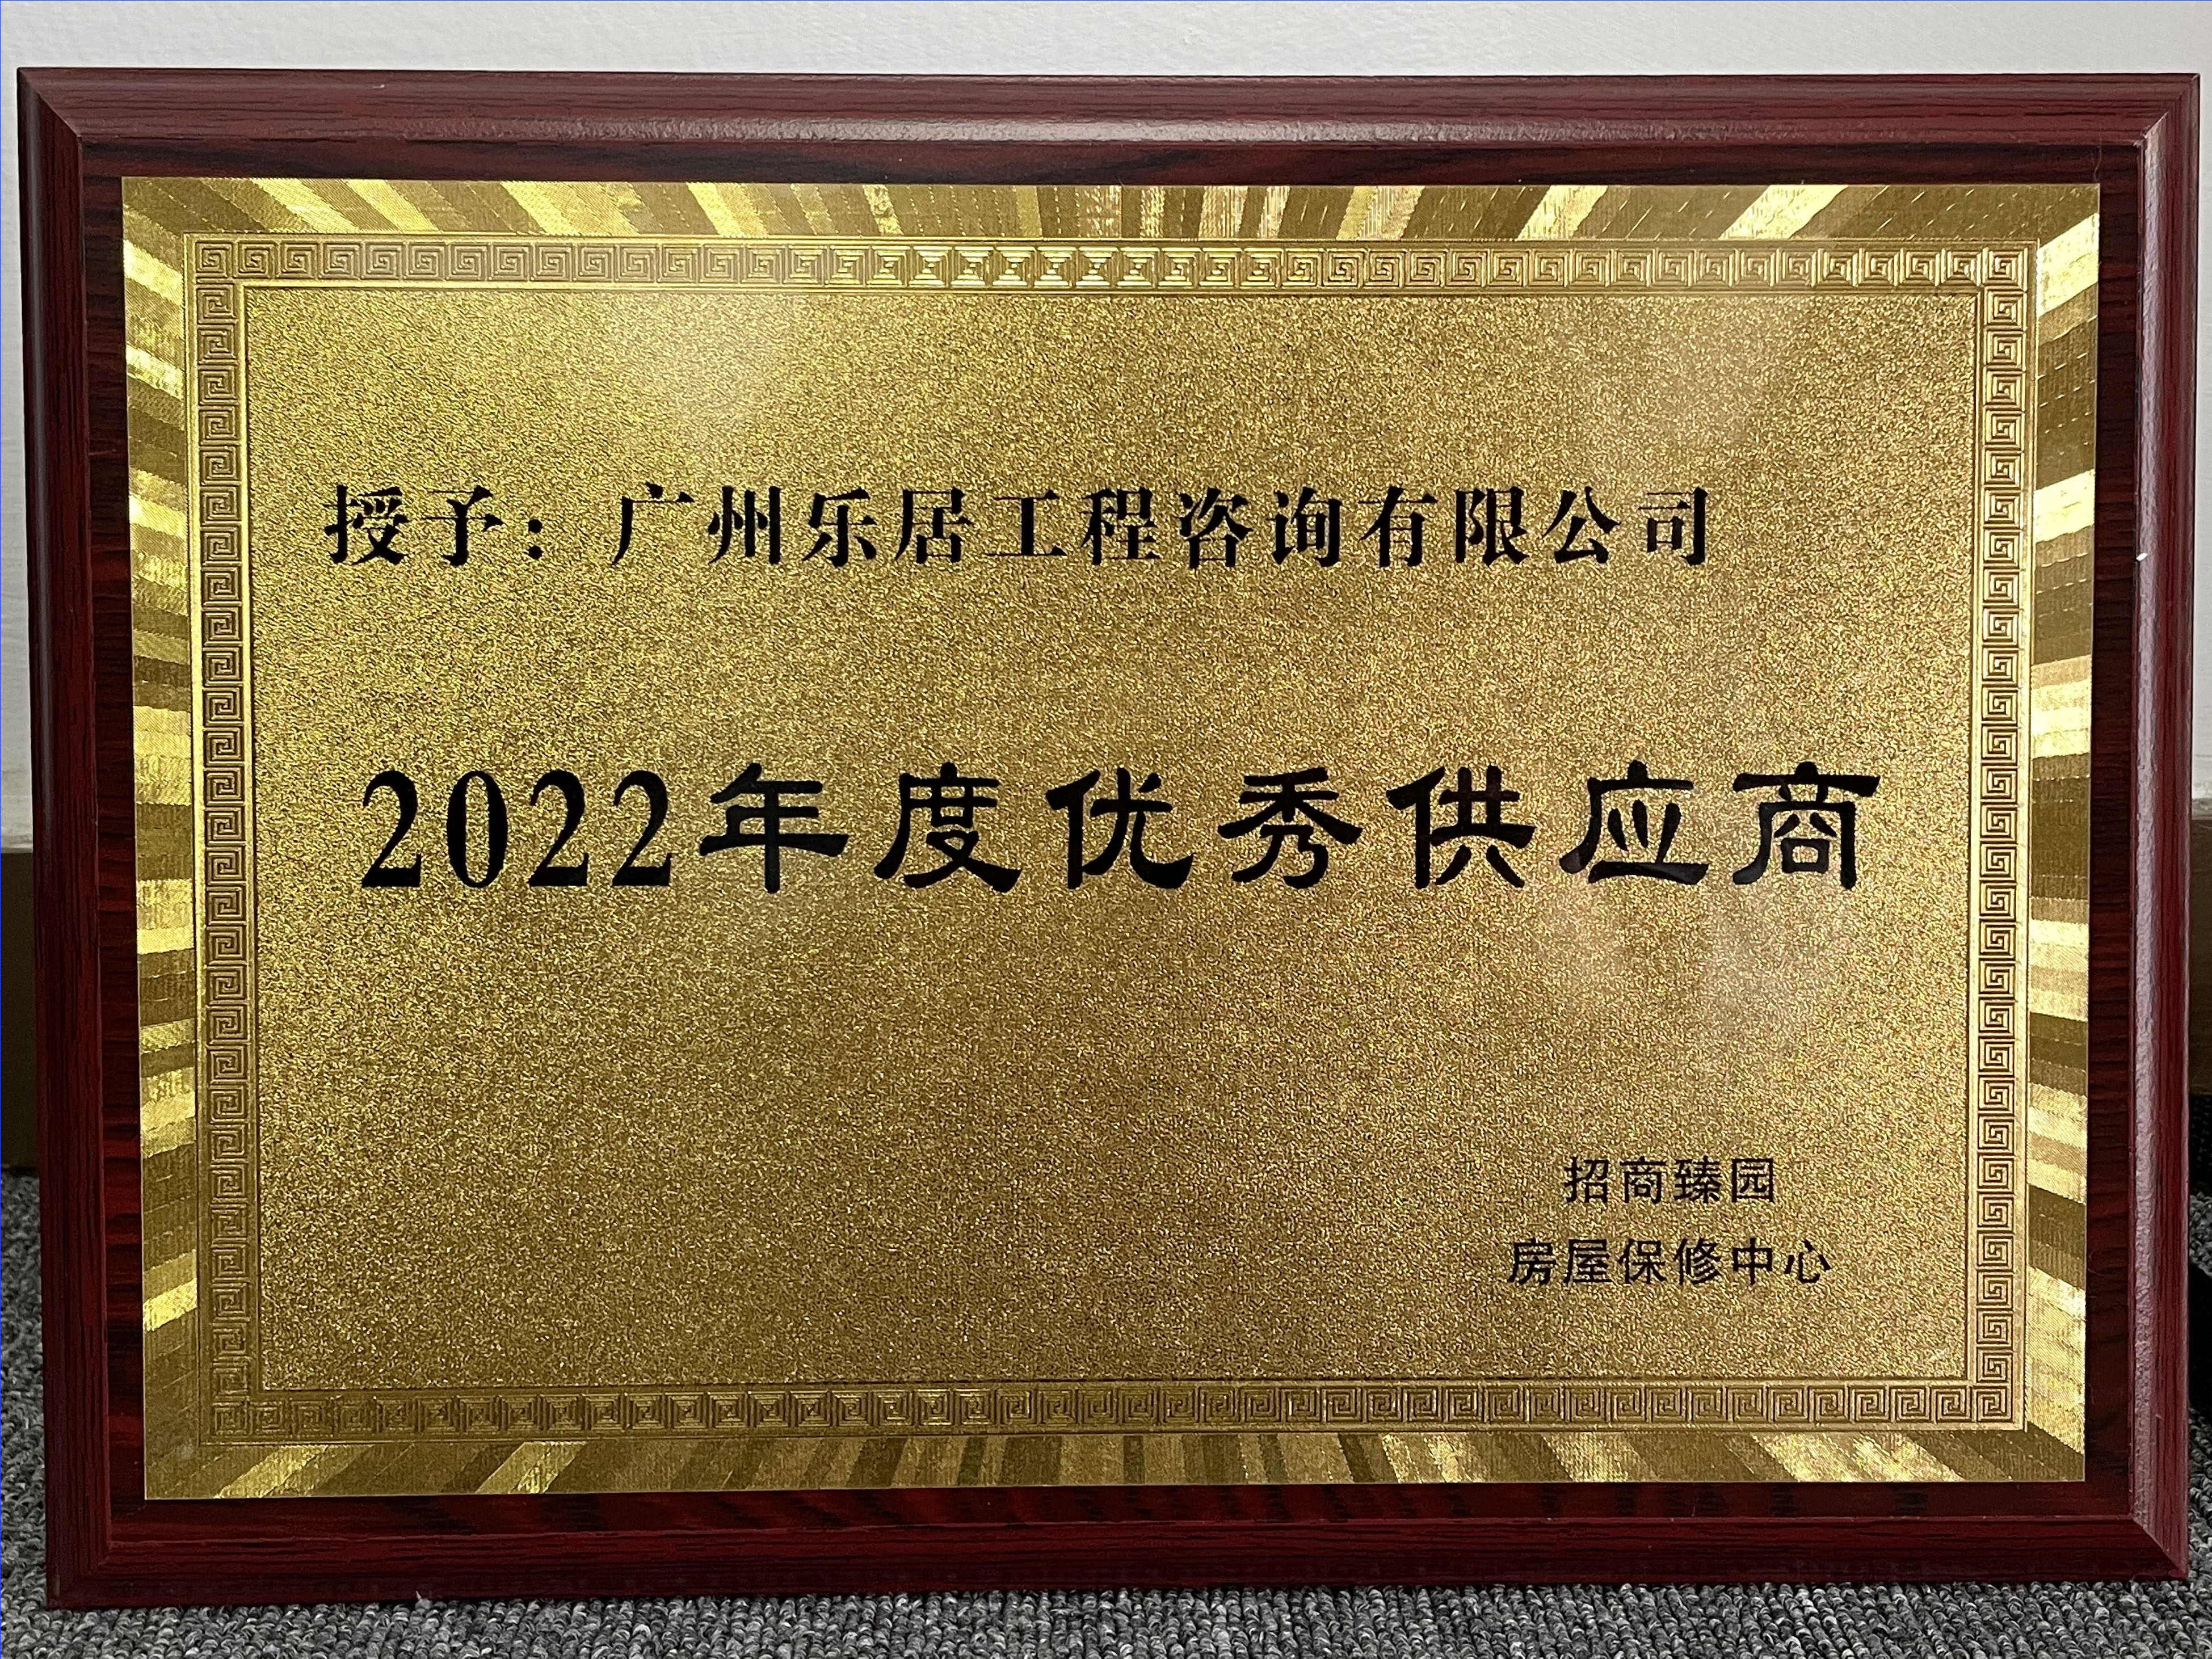 授予：广州乐居工程咨询有限公司
2022年度优秀供应商
招商臻园
房屋保修中心